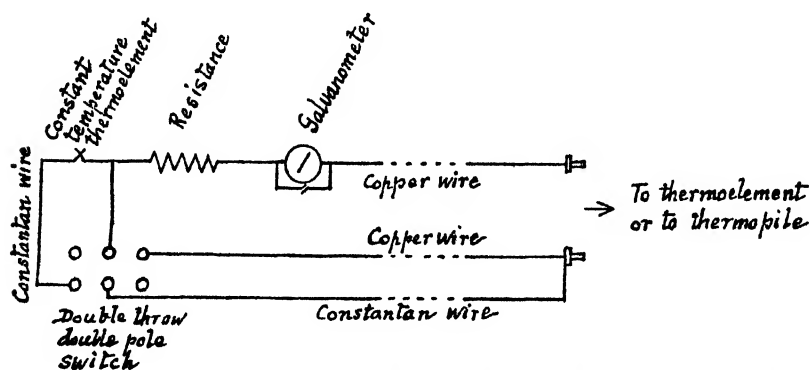 Constant
temperature
thermoelement
Resistance
Galvanometer
Constantan wire
Copper wire
To thermoelement
or to thermopile
Copper wire
Constantan wire
Double throw
double pole
switch